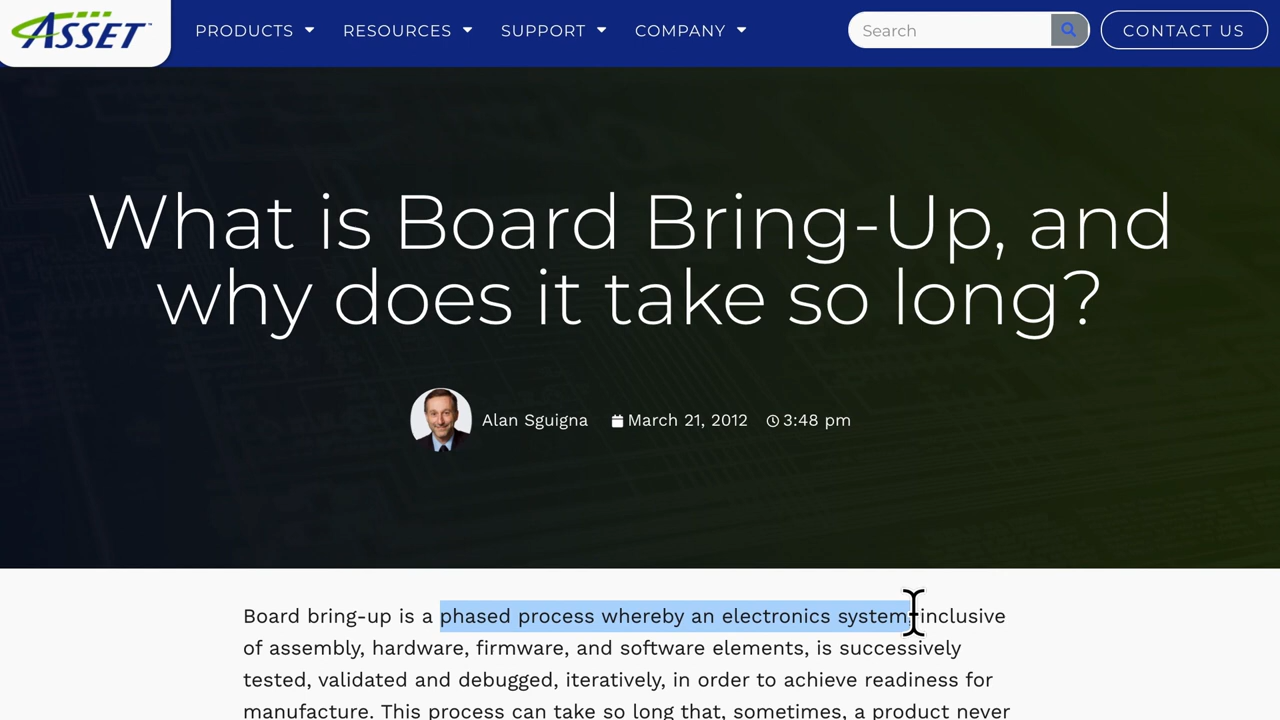 ASSET™
PRODUCTS RESOURCES SUPPORT COMPANY Search CONTACT US
What is Board Bring-Up, and
why does it take so long?
Alan Sguigna March 21, 2012 3:48 pm
Board bring-up is a phased process whereby an electronics system, inclusive
of assembly, hardware, firmware, and software elements, is successively
tested, validated and debugged, iteratively, in order to achieve readiness for
manufacture. This process can take so long that, sometimes, a product never